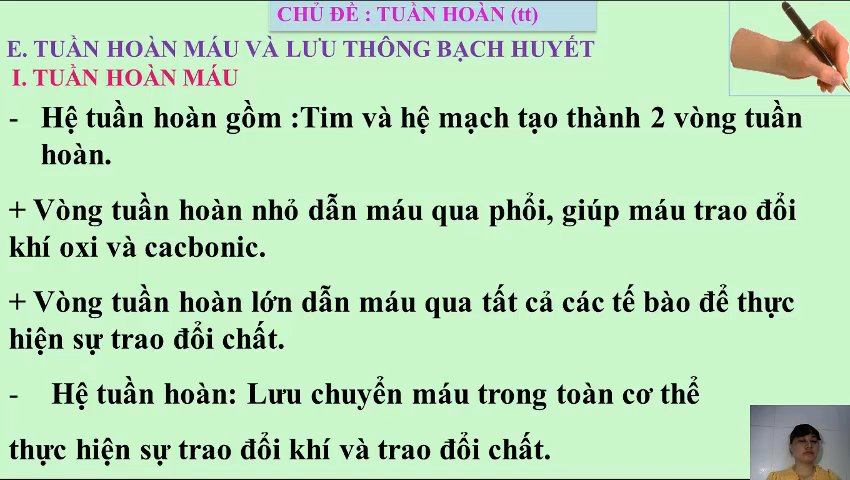 CHỦ ĐỀ : TUẦN HOÀN (tt)
E. TUẦN HOÀN MÁU VÀ LƯU THÔNG BẠCH HUYẾT
I. TUẦN HOÀN MÁU
- Hệ tuần hoàn gồm :Tim và hệ mạch tạo thành 2 vòng tuần
hoàn.
+ Vòng tuần hoàn nhỏ dẫn máu qua phổi, giúp máu trao đổi
khí oxi và cacbonic.
+ Vòng tuần hoàn lớn dẫn máu qua tất cả các tế bào để thực
hiện sự trao đổi chất.
- Hệ tuần hoàn: Lưu chuyển máu trong toàn cơ thể
thực hiện sự trao đổi khí và trao đổi chất.